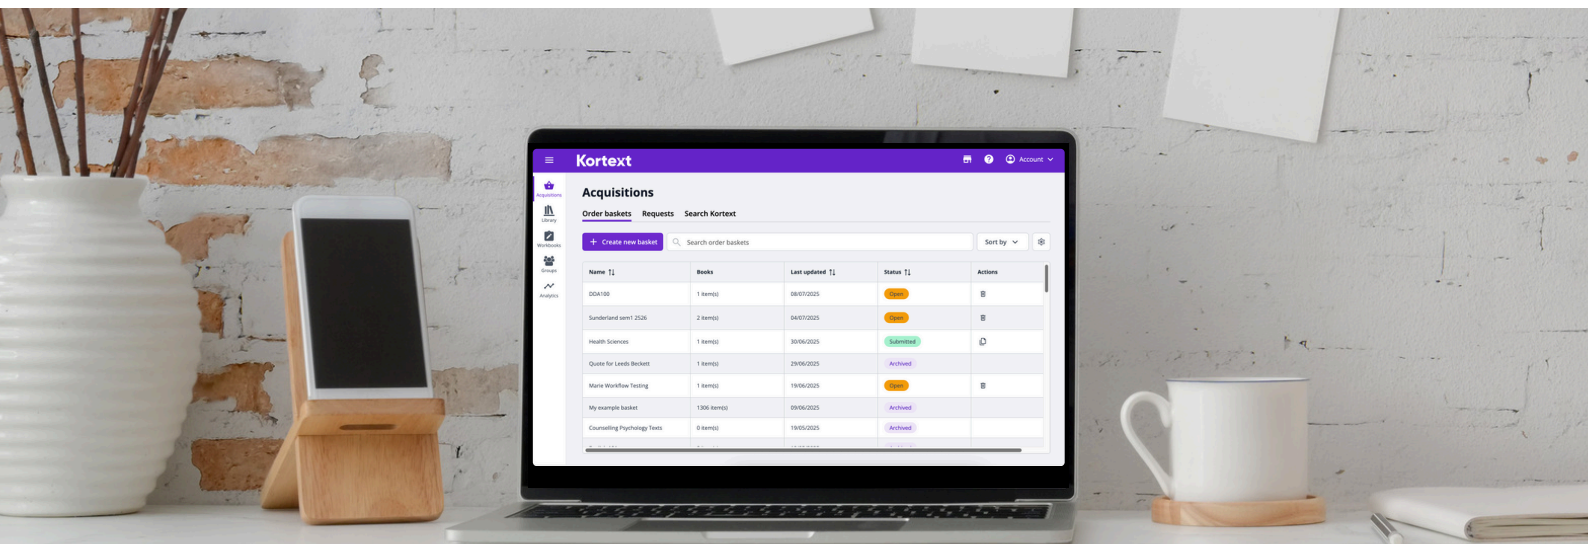 Kortext
Account
Acquisitions
Library
Workbooks
Groups
Analytics
Acquisitions
Order baskets Requests Search Kortext
+ Create new basket Search order baskets Sort by
Name Books Last updated Status Actions
DDA100 1 item(s) 08/07/2025 Open
Sunderland sem1 2526 2 item(s) 04/07/2025 Open
Health Sciences 1 item(s) 30/06/2025 Submitted
Quote for Leeds Beckett 1 item(s) 29/06/2025 Archived
Marie Workflow Testing 1 item(s) 19/06/2025 Open
My example basket 1306 item(s) 09/06/2025 Archived
Counselling Psychology Texts 0 item(s) 19/05/2025 Archived